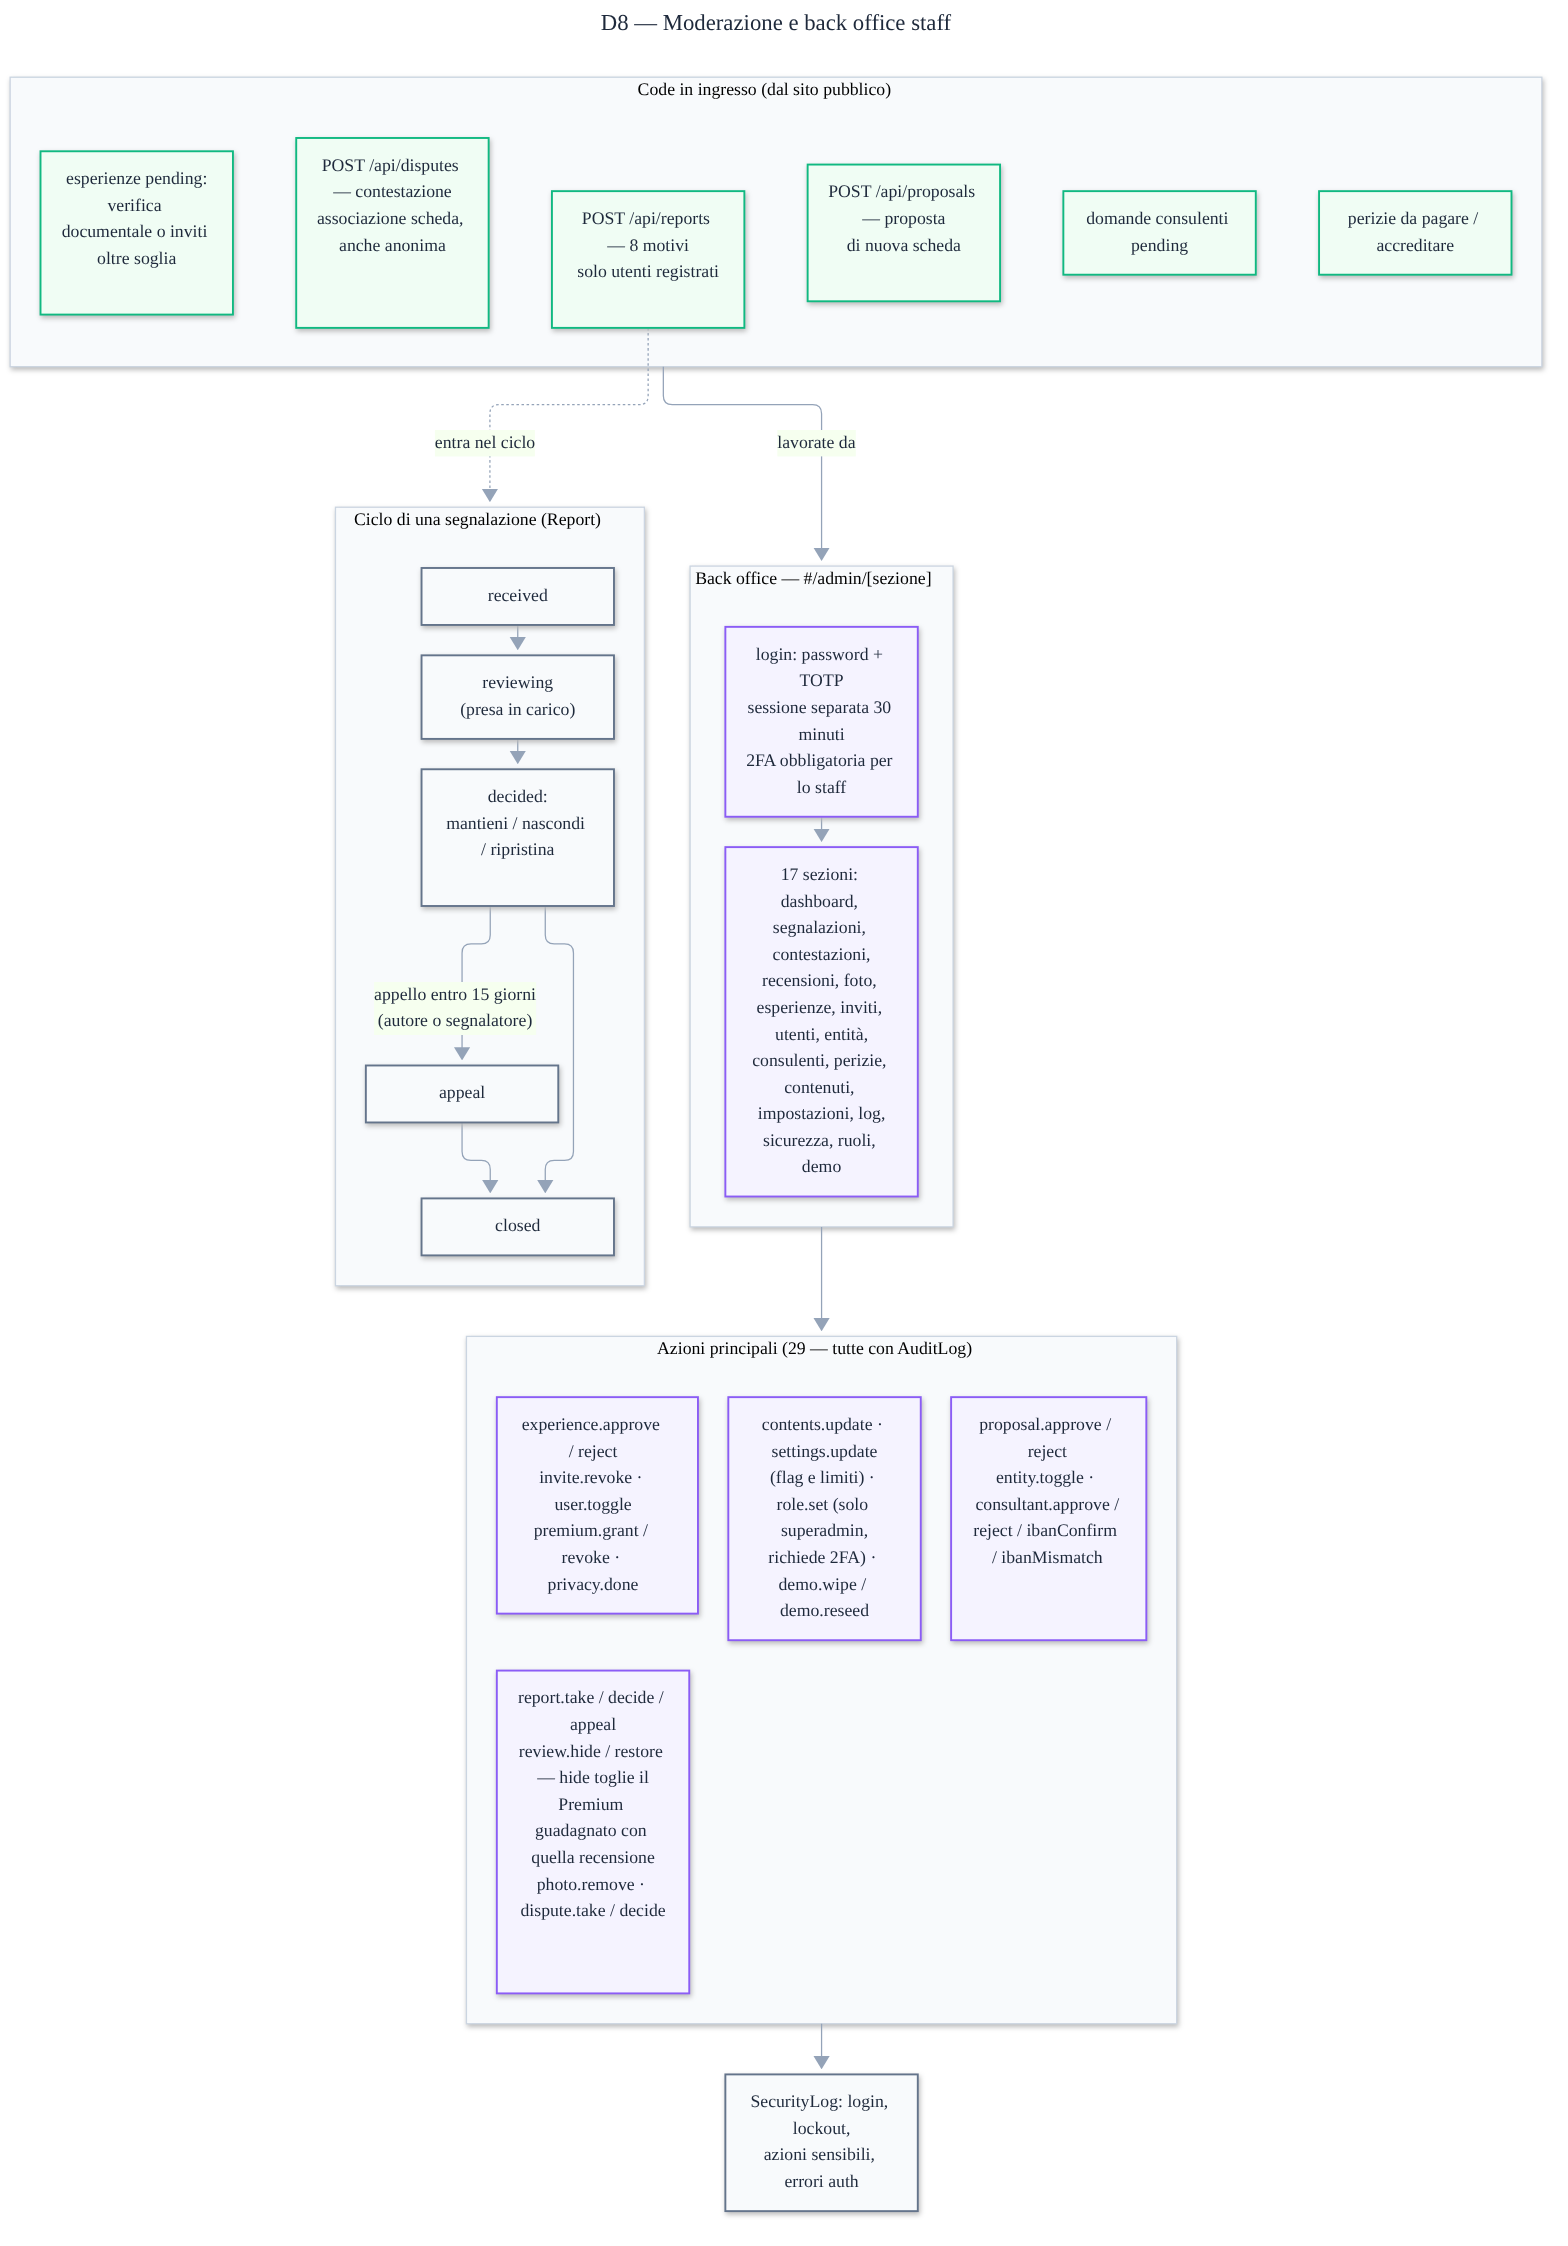 D8 — Moderazione e back office staff
Code in ingresso (dal sito pubblico)
esperienze pending:
verifica
documentale o inviti
oltre soglia
POST /api/disputes
— contestazione
associazione scheda,
anche anonima
POST /api/reports
— 8 motivi
solo utenti registrati
POST /api/proposals
— proposta
di nuova scheda
domande consulenti
pending
perizie da pagare /
accreditare
entra nel ciclo
lavorate da
Ciclo di una segnalazione (Report)
received
reviewing
(presa in carico)
decided:
mantieni / nascondi
/ ripristina
appello entro 15 giorni
(autore o segnalatore)
appeal
closed
Back office — #/admin/[sezione]
login: password +
TOTP
sessione separata 30
minuti
2FA obbligatoria per
lo staff
17 sezioni:
dashboard,
segnalazioni,
contestazioni,
recensioni, foto,
esperienze, inviti,
utenti, entità,
consulenti, perizie,
contenuti,
impostazioni, log,
sicurezza, ruoli,
demo
Azioni principali (29 — tutte con AuditLog)
experience.approve
/ reject
invite.revoke ·
user.toggle
premium.grant /
revoke ·
privacy.done
contents.update ·
settings.update
(flag e limiti) ·
role.set (solo
superadmin,
richiede 2FA) ·
demo.wipe /
demo.reseed
proposal.approve /
reject
entity.toggle ·
consultant.approve /
reject / ibanConfirm
/ ibanMismatch
report.take / decide /
appeal
review.hide / restore
— hide toglie il
Premium
guadagnato con
quella recensione
photo.remove ·
dispute.take / decide
SecurityLog: login,
lockout,
azioni sensibili,
errori auth